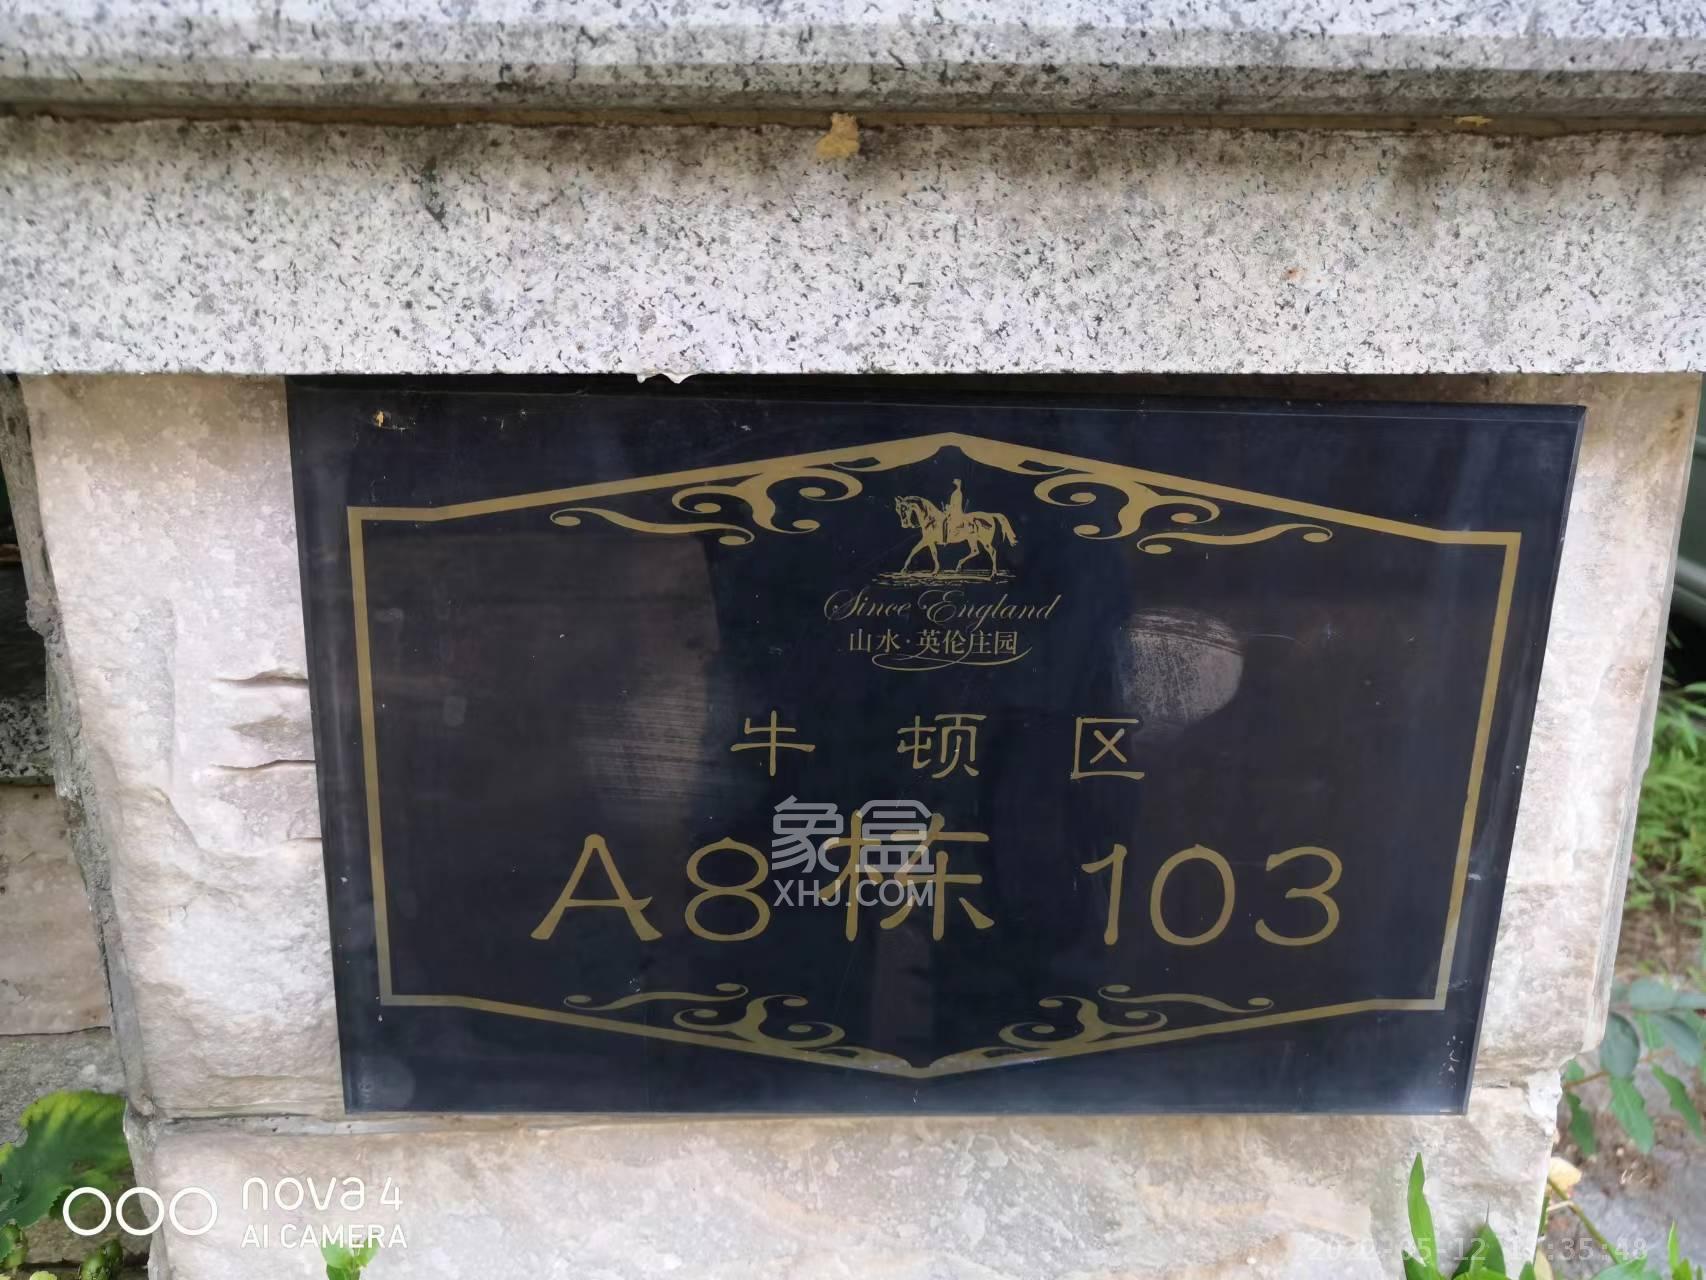 Since England
山水·英伦庄园
牛顿区
A8栋 103
象盒
XHJ.COM
nova 4
AI CAMERA